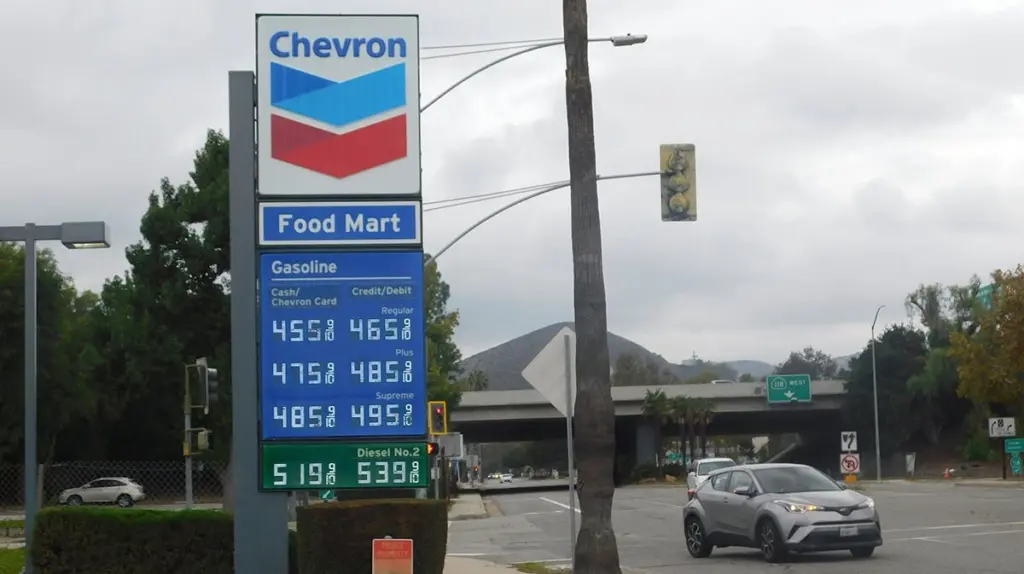 Chevron
Food Mart
Gasoline
Cash/ Credit/Debit
Chevron Card
Regular
455 9/10 465 9/10
Plus
475 9/10 485 9/10
Supreme
485 9/10 495 9/10
Diesel No.2
519 9/10 539 9/10
118 WEST